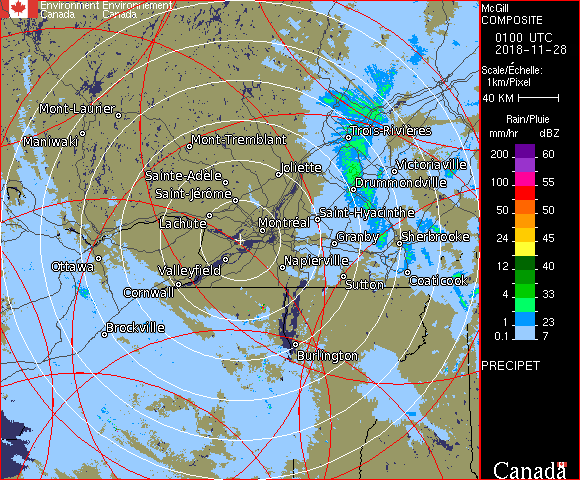 Environment Environnement
Canada Canada
McGill
COMPOSITE
0100 UTC
2018-11-28
Scale/Échelle:
1km/Pixel
40 KM
Rain/Pluie
mm/hr dBZ
200 60
100 55
50 50
24 45
12 40
4 33
1 23
0.1 7
PRECIPET
Canada
Mont-Laurier
Maniwaki
Mont-Tremblant
Trois-Rivières
Joliette
Victoriaville
Sainte-Adèle
Drummondville
Saint-Jérôme
Lachute
Saint-Hyacinthe
Montréal
Granby
Sherbrooke
Ottawa
Valleyfield
Napierville
Sutton
Coaticook
Cornwall
Brockville
Burlington